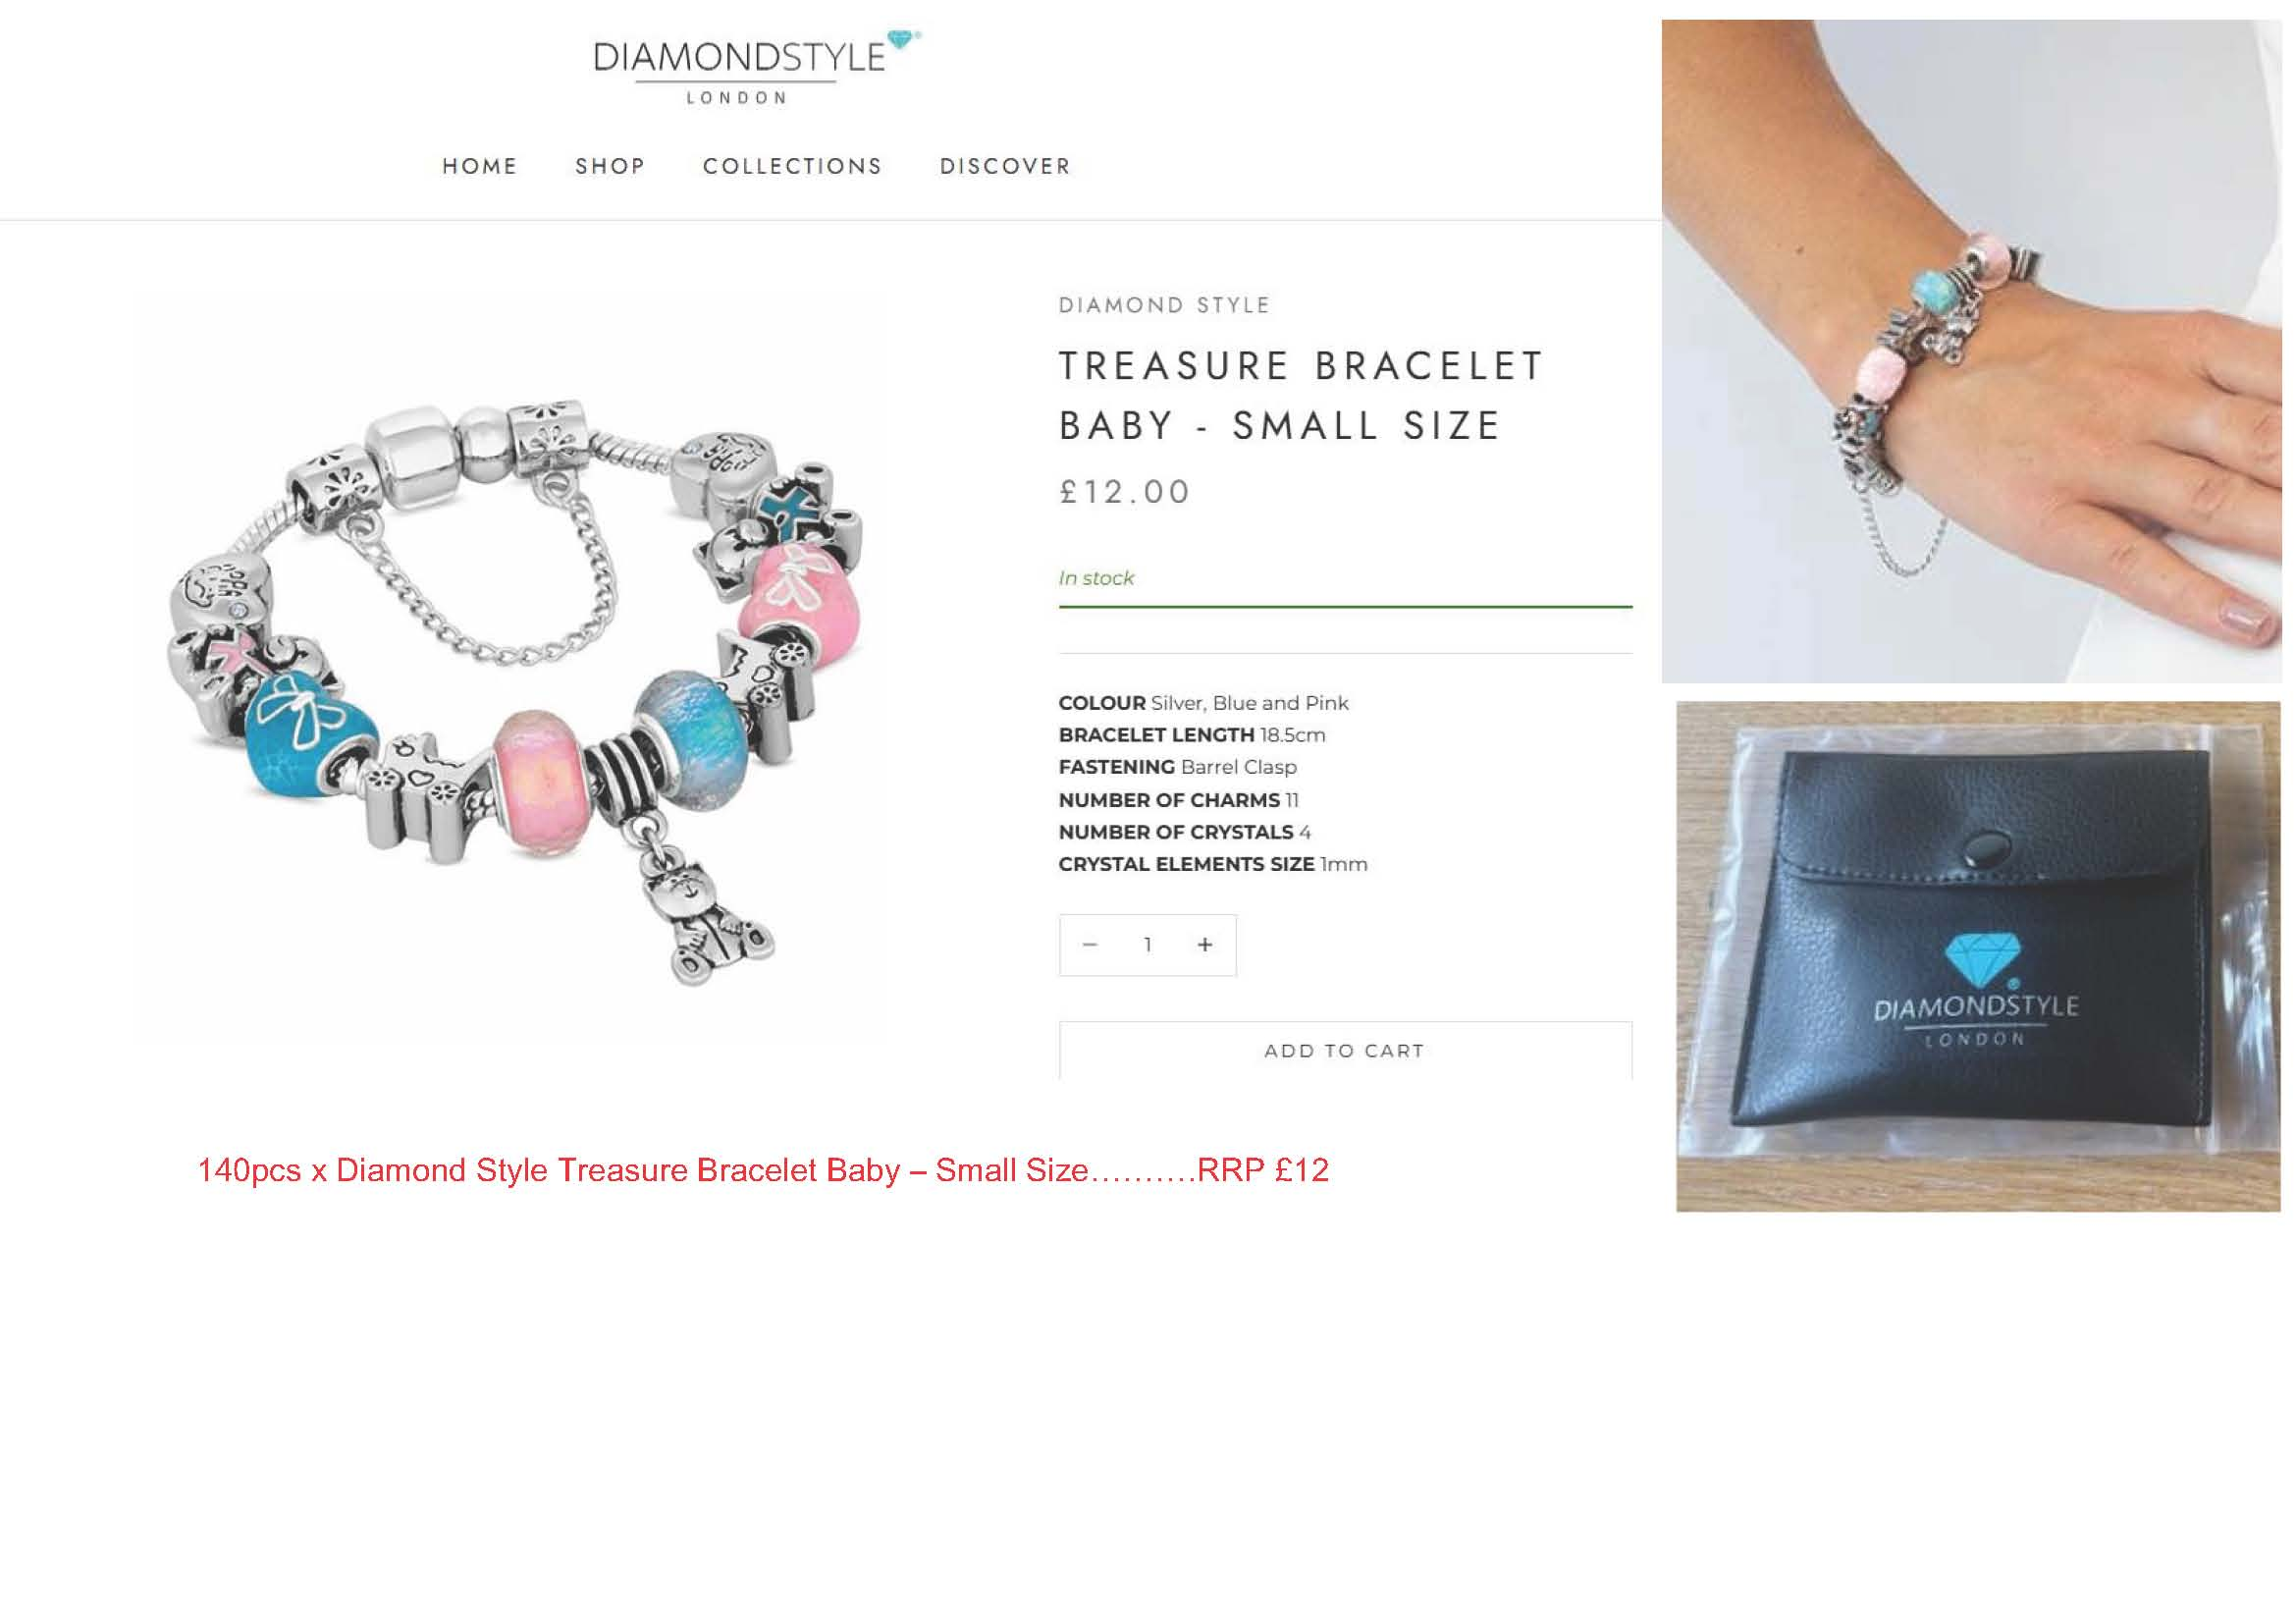 DIAMONDSTYLE®
LONDON
HOME SHOP COLLECTIONS DISCOVER
DIAMOND STYLE
TREASURE BRACELET
BABY - SMALL SIZE
£12.00
In stock
COLOUR Silver, Blue and Pink
BRACELET LENGTH 18.5cm
FASTENING Barrel Clasp
NUMBER OF CHARMS 11
NUMBER OF CRYSTALS 4
CRYSTAL ELEMENTS SIZE 1mm
− 1 +
ADD TO CART
®
DIAMONDSTYLE
LONDON
140pcs x Diamond Style Treasure Bracelet Baby – Small Size..........RRP £12